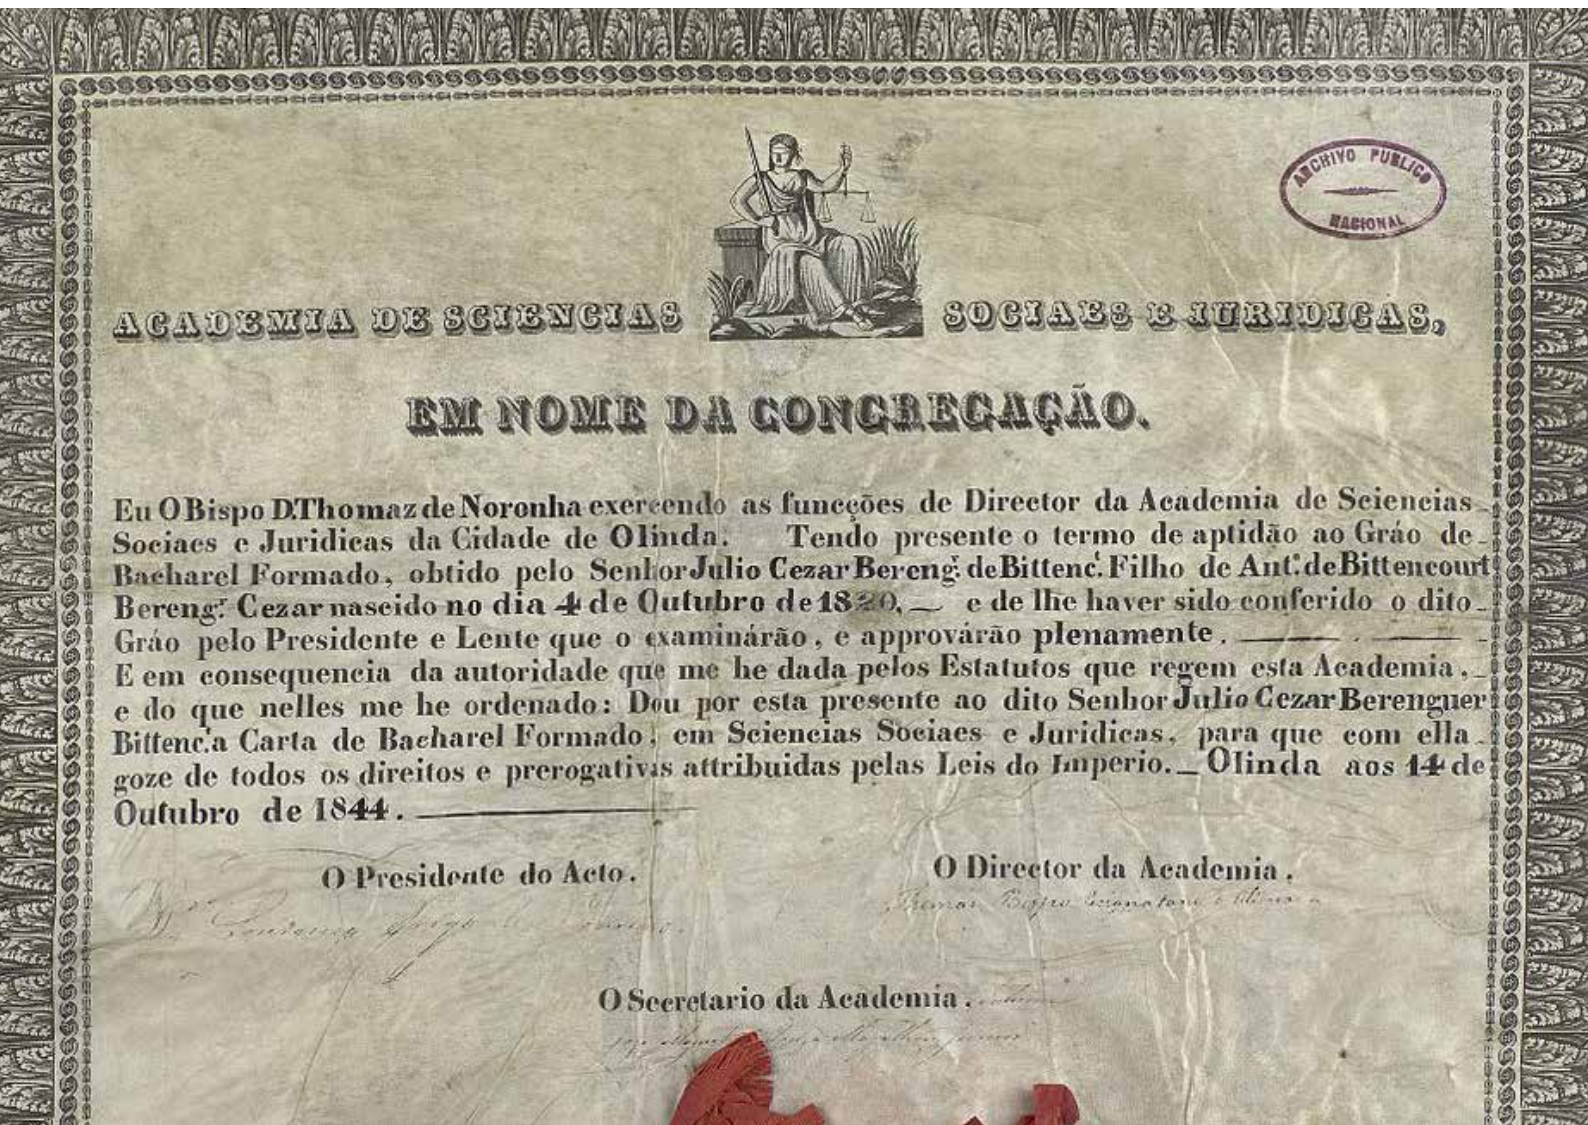 ARCHIVO PUBLICO
NACIONAL
ACADEMIA DE SCIENCIAS SOCIAES E JURIDICAS,
EM NOME DA CONGREGAÇÃO.
Eu O Bispo D. Thomaz de Noronha exercendo as funcções de Director da Academia de Sciencias
Sociaes e Juridicas da Cidade de Olinda. Tendo presente o termo de aptidão ao Gráo de
Bacharel Formado, obtido pelo Senhor Julio Cezar Bereng.r de Bittenc.t Filho de Ant.o de Bittencourt
Bereng.r Cezar nascido no dia 4 de Outubro de 1820, e de lhe haver sido conferido o dito
Gráo pelo Presidente e Lente que o examinárão, e approvárão plenamente.
E em consequencia da autoridade que me he dada pelos Estatutos que regem esta Academia,
e do que nelles me he ordenado: Dou por esta presente ao dito Senhor Julio Cezar Berenguer
Bittenc.t a Carta de Bacharel Formado, em Sciencias Sociaes e Juridicas, para que com ella
goze de todos os direitos e prerogativas attribuidas pelas Leis do Imperio. _ Olinda aos 14 de
Outubro de 1844.
O Presidente do Acto.
O Director da Academia.
Bispo
O Secretario da Academia.